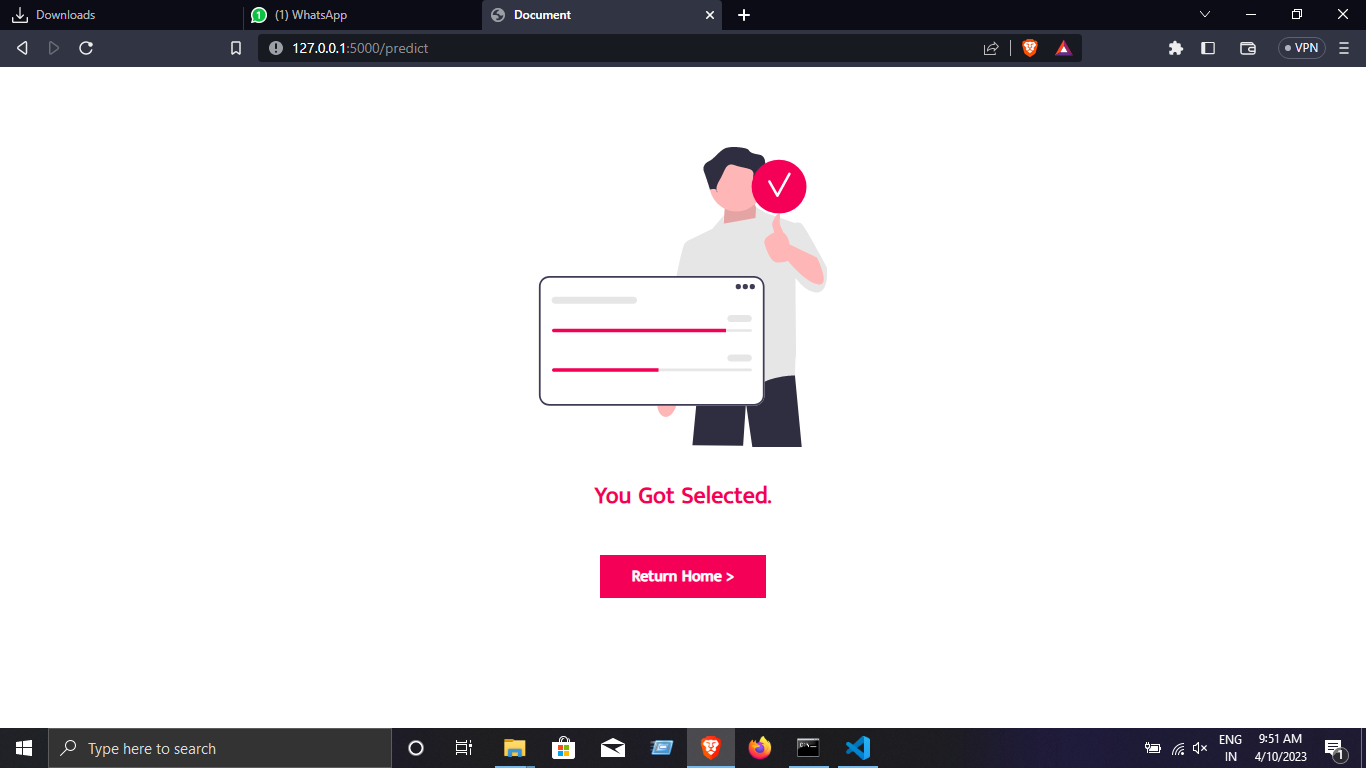 Downloads
1
(1) WhatsApp
Document
127.0.0.1:5000/predict
VPN
You Got Selected.
Return Home >
Type here to search
ENG
IN
9:51 AM
4/10/2023
1